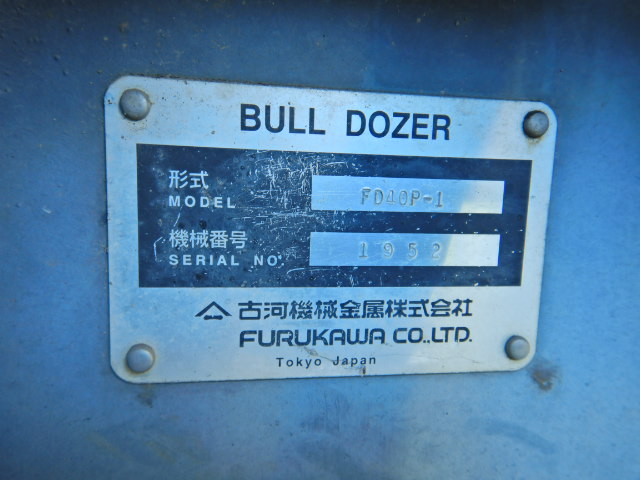 BULL DOZER
形式
MODEL FD40P-1
機械番号
SERIAL NO. 1952
古河機械金属株式会社
FURUKAWA CO.,LTD.
Tokyo Japan